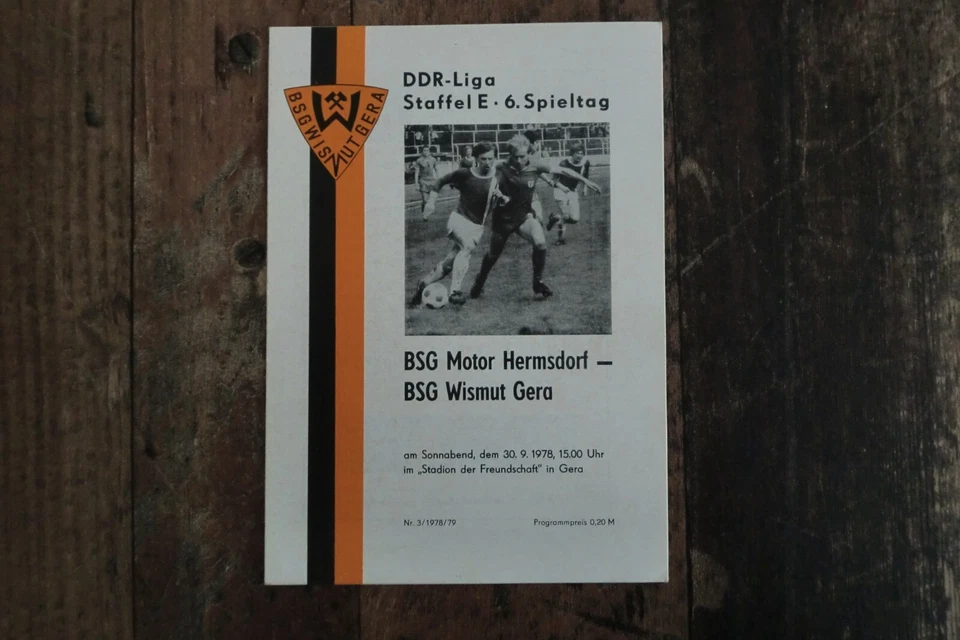 BSG WISMUT GERA
W
DDR-Liga
Staffel E · 6. Spieltag
BSG Motor Hermsdorf —
BSG Wismut Gera
am Sonnabend, dem 30. 9. 1978, 15.00 Uhr
im „Stadion der Freundschaft" in Gera
Nr. 3/1978/79 Programmpreis 0,20 M